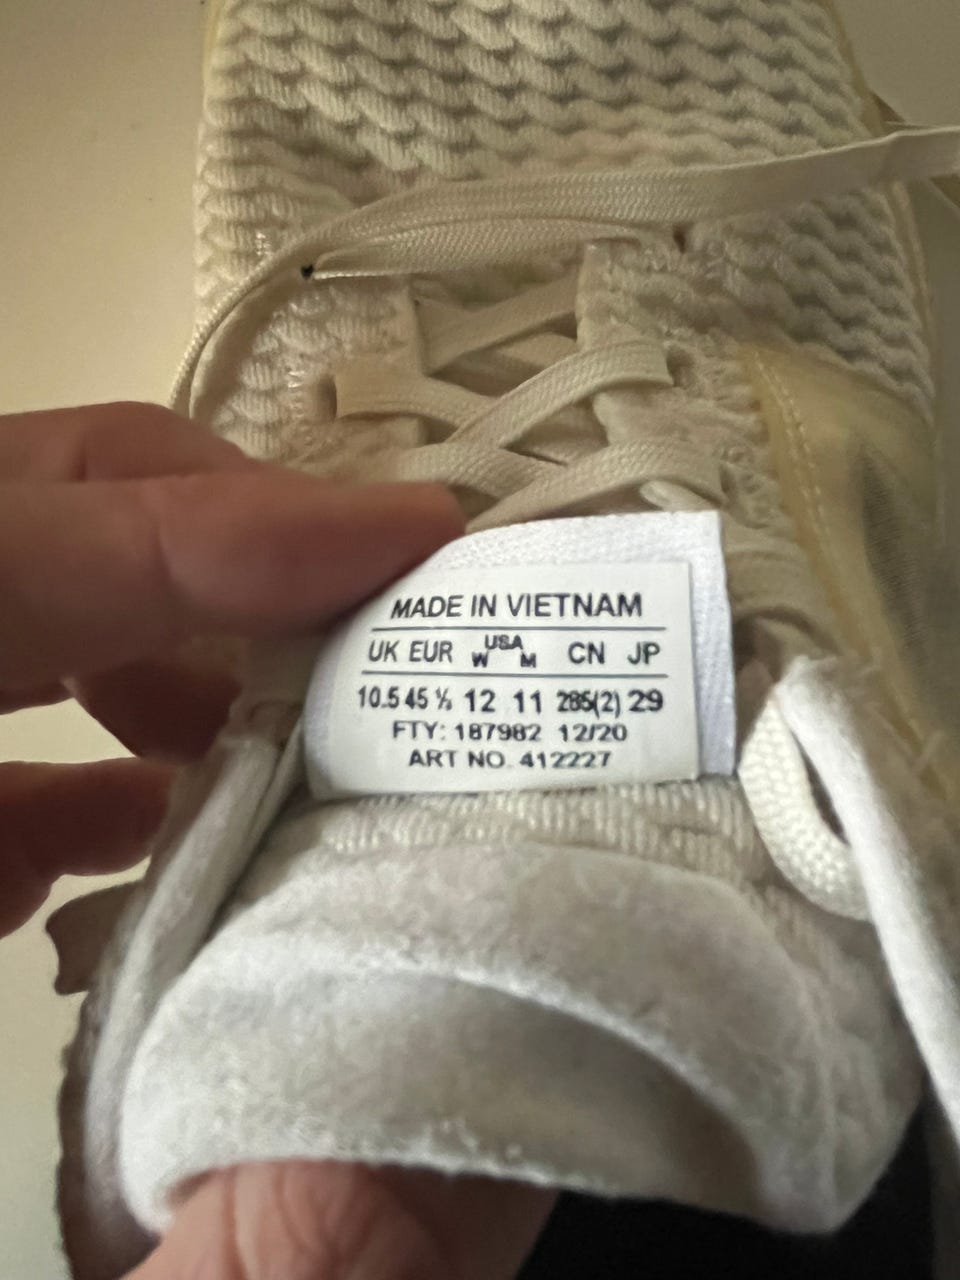 MADE IN VIETNAM
UK EUR W USA M CN JP
10.5 45 ⅓ 12 11 285(2) 29
FTY: 187982 12/20
ART NO. 412227